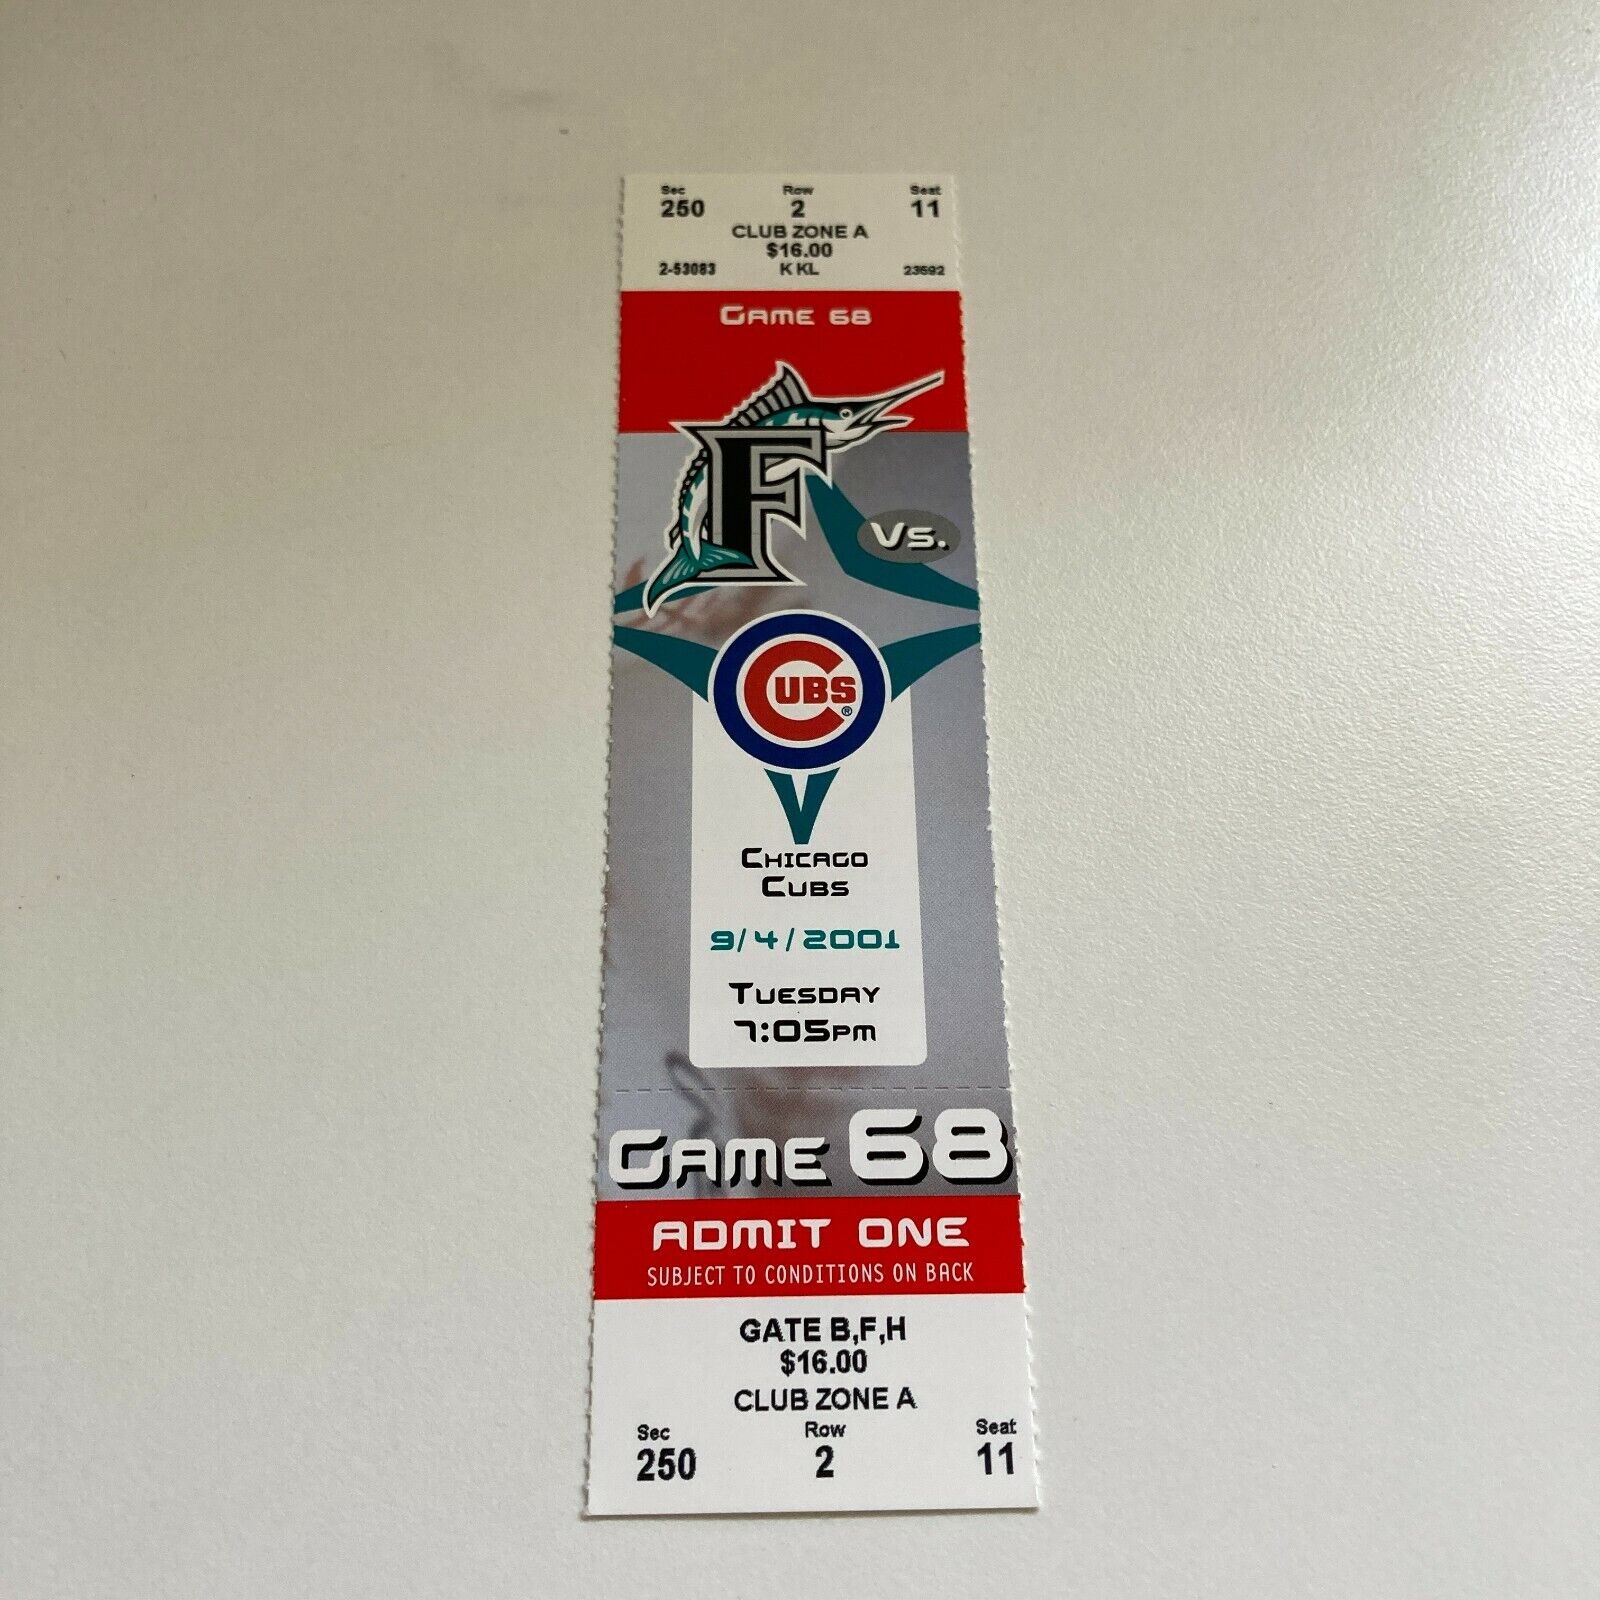 Sec Row Seat
250 2 11
CLUB ZONE A
$16.00
2-53083 K KL 23692
GAME 68
F
VS.
CUBS®
CHICAGO
CUBS
9/4/2001
TUESDAY
7:05PM
GAME 68
ADMIT ONE
SUBJECT TO CONDITIONS ON BACK
GATE B,F,H
$16.00
CLUB ZONE A
Sec Row Seat
250 2 11